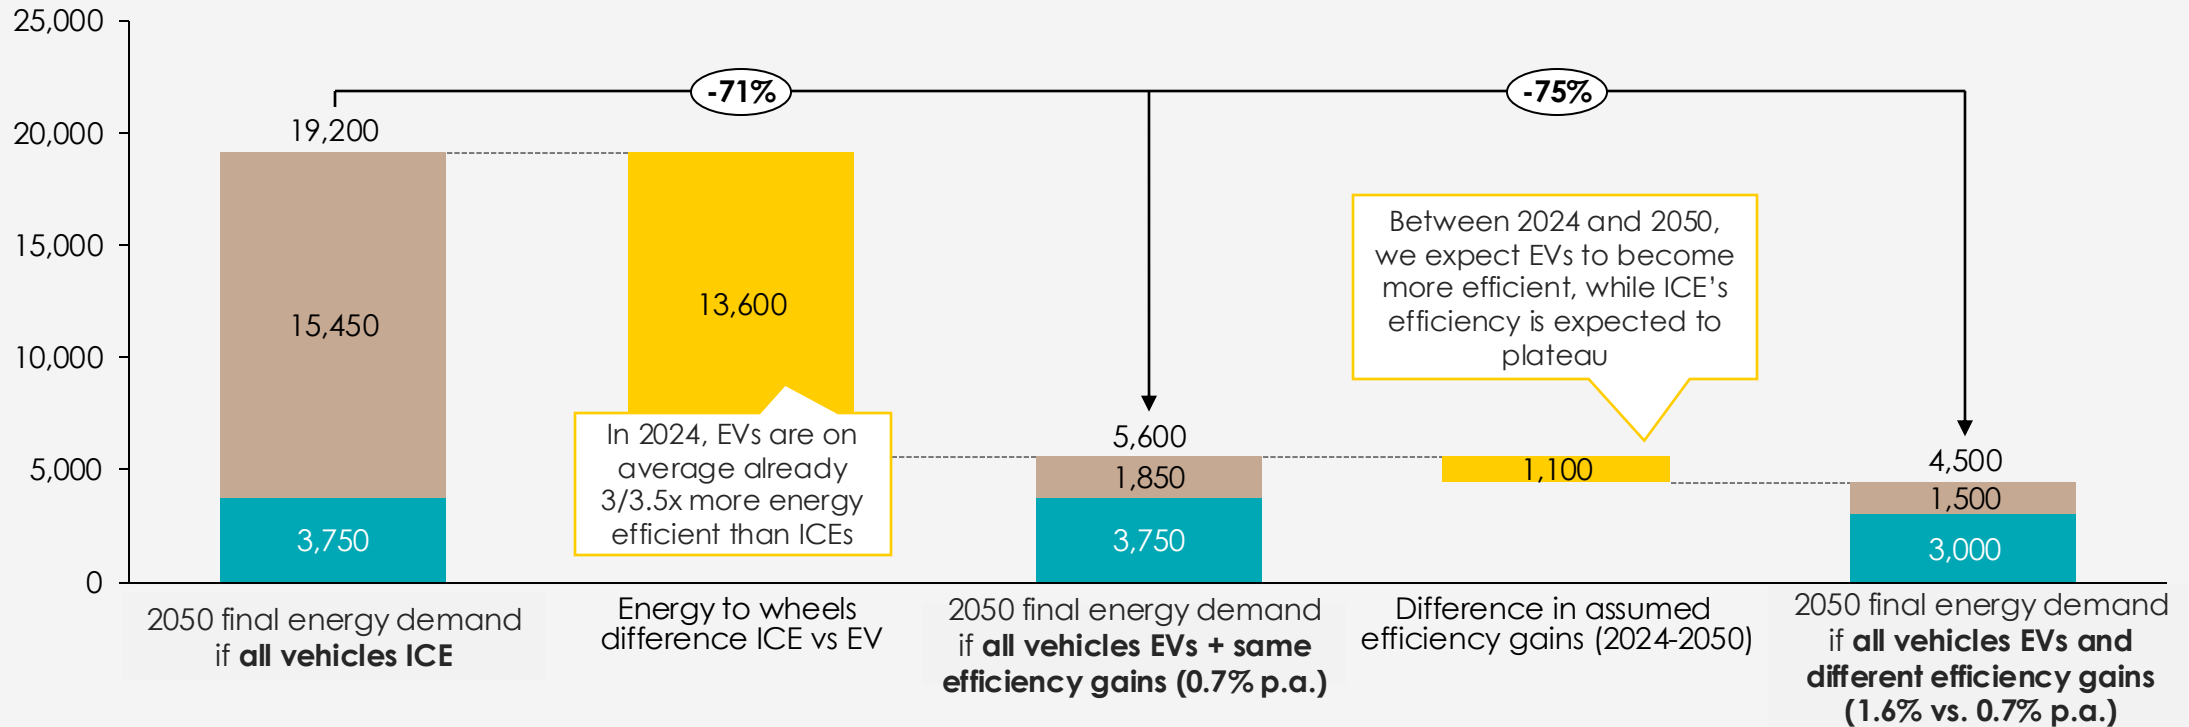 25,000
20,000
15,000
10,000
5,000
0
-71%
-75%
19,200
15,450
3,750
13,600
In 2024, EVs are on
average already
3/3.5x more energy
efficient than ICEs
5,600
1,850
3,750
Between 2024 and 2050,
we expect EVs to become
more efficient, while ICE’s
efficiency is expected to
plateau
1,100
4,500
1,500
3,000
2050 final energy demand
if all vehicles ICE
Energy to wheels
difference ICE vs EV
2050 final energy demand
if all vehicles EVs + same
efficiency gains (0.7% p.a.)
Difference in assumed
efficiency gains (2024-2050)
2050 final energy demand
if all vehicles EVs and
different efficiency gains
(1.6% vs. 0.7% p.a.)